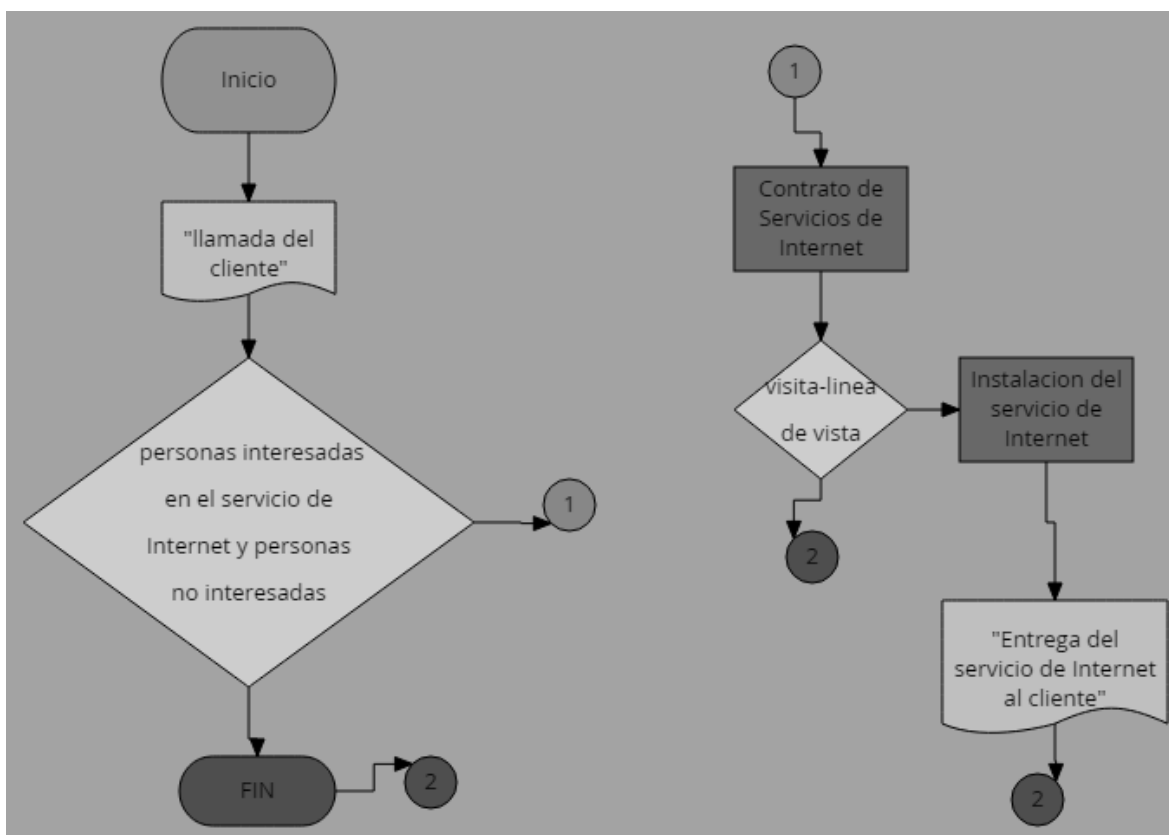 Inicio
"llamada del
cliente"
personas interesadas
en el servicio de
Internet y personas
no interesadas
1
FIN
2
1
Contrato de
Servicios de
Internet
visita-linea
de vista
2
Instalacion del
servicio de
Internet
"Entrega del
servicio de Internet
al cliente"
2